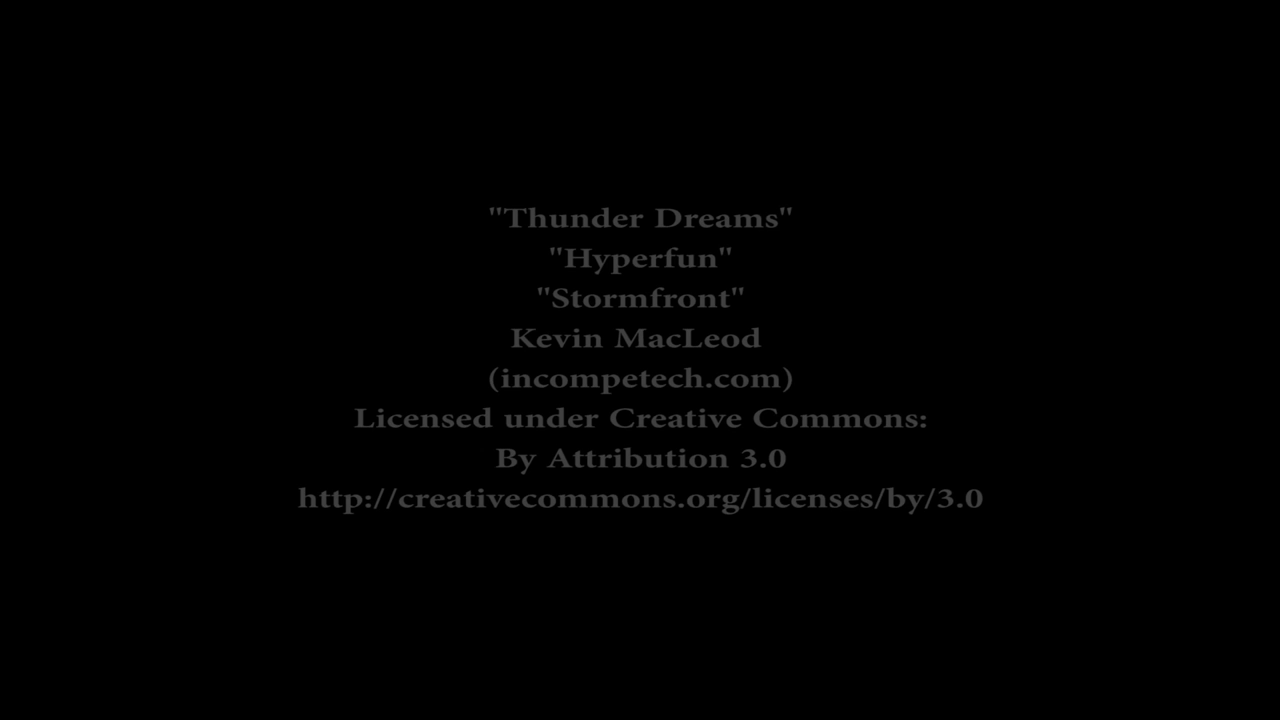 "Thunder Dreams"
"Hyperfun"
"Stormfront"
Kevin MacLeod
(incompetech.com)
Licensed under Creative Commons:
By Attribution 3.0
http://creativecommons.org/licenses/by/3.0